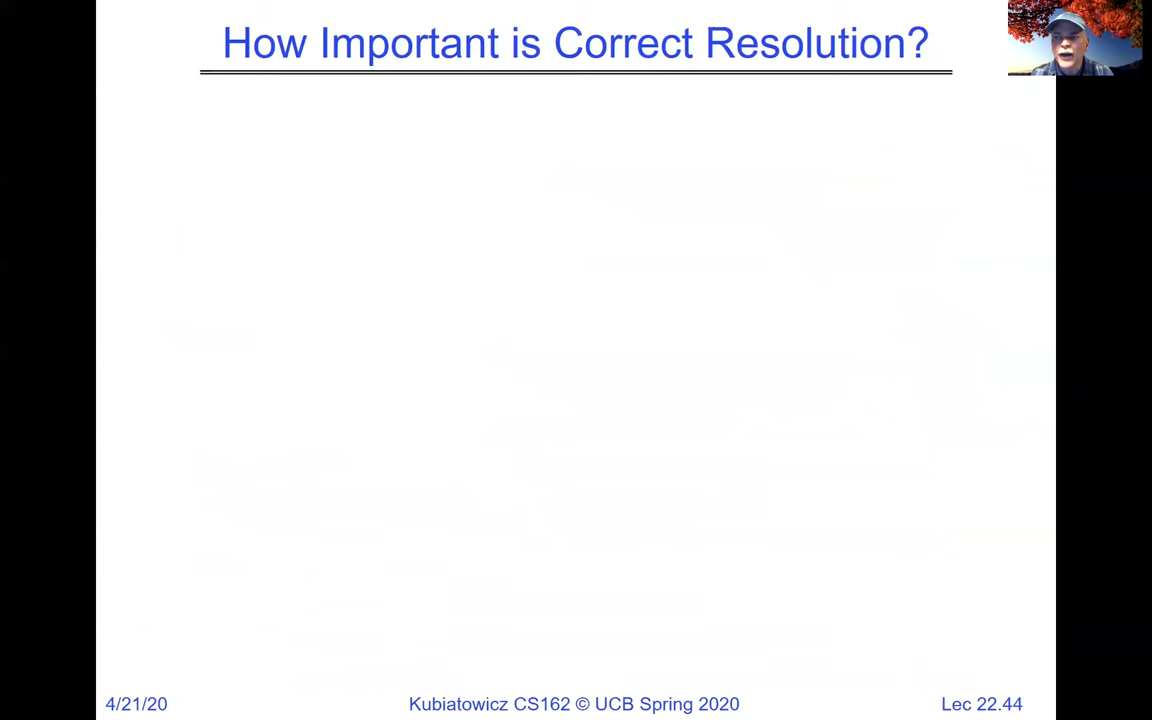 How Important is Correct Resolution?
4/21/20
Kubiatowicz CS162 © UCB Spring 2020
Lec 22.44